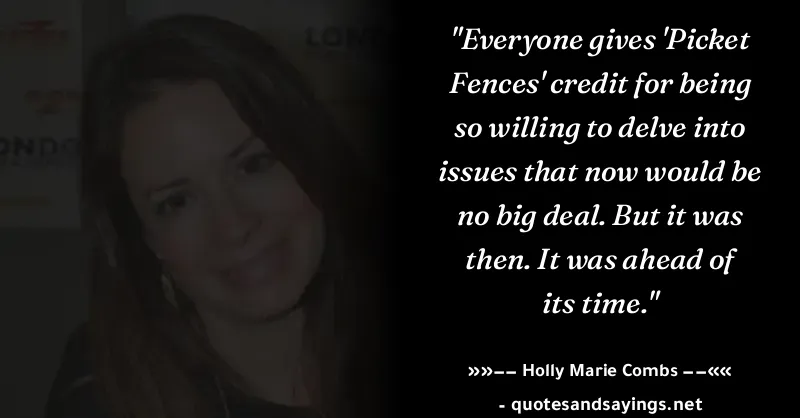 "Everyone gives 'Picket
Fences' credit for being
so willing to delve into
issues that now would be
no big deal. But it was
then. It was ahead of
its time."
»»–– Holly Marie Combs ––««
- quotesandsayings.net